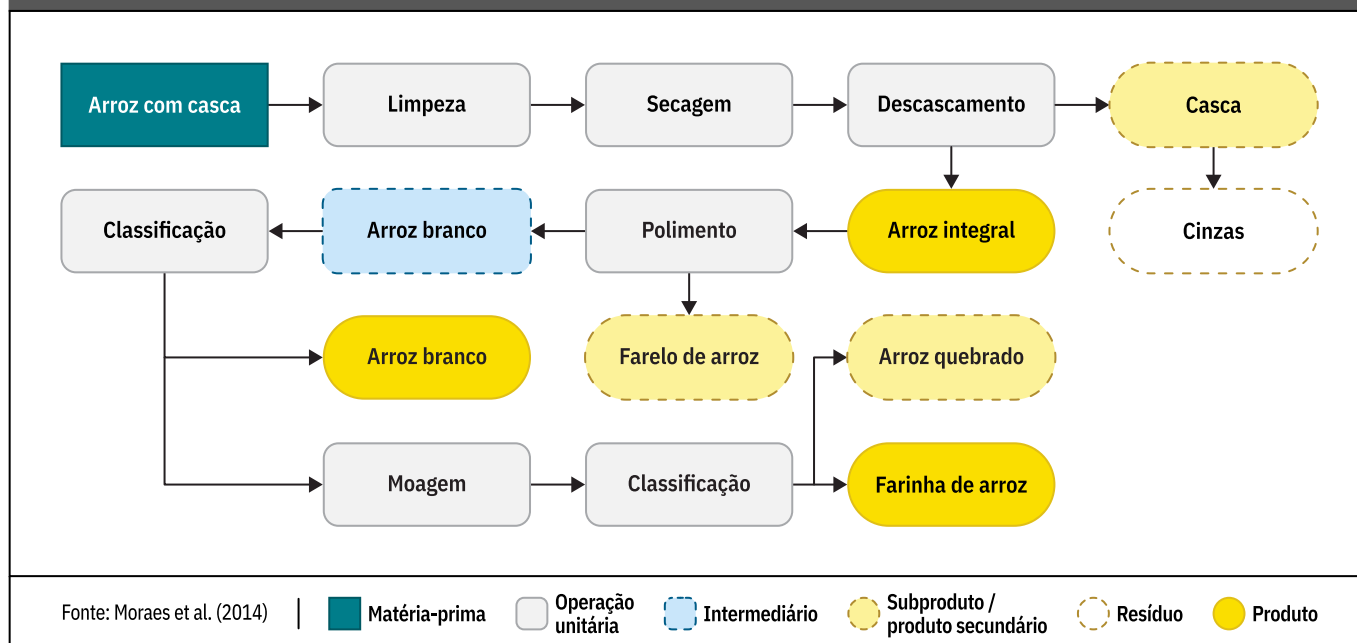 Arroz com casca
Limpeza
Secagem
Descascamento
Casca
Classificação
Arroz branco
Polimento
Arroz integral
Cinzas
Arroz branco
Farelo de arroz
Arroz quebrado
Moagem
Classificação
Farinha de arroz
Fonte: Moraes et al. (2014)
Matéria-prima
Operação
unitária
Intermediário
Subproduto /
produto secundário
Resíduo
Produto